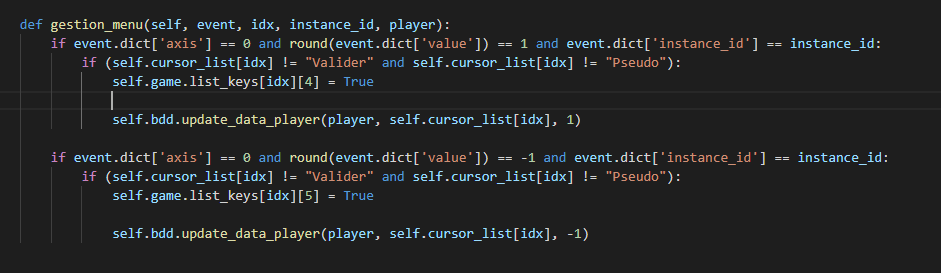 def gestion_menu(self, event, idx, instance_id, player):
    if event.dict['axis'] == 0 and round(event.dict['value']) == 1 and event.dict['instance_id'] == instance_id:
        if (self.cursor_list[idx] != "Valider" and self.cursor_list[idx] != "Pseudo"):
            self.game.list_keys[idx][4] = True

            self.bdd.update_data_player(player, self.cursor_list[idx], 1)

    if event.dict['axis'] == 0 and round(event.dict['value']) == -1 and event.dict['instance_id'] == instance_id:
        if (self.cursor_list[idx] != "Valider" and self.cursor_list[idx] != "Pseudo"):
            self.game.list_keys[idx][5] = True

            self.bdd.update_data_player(player, self.cursor_list[idx], -1)